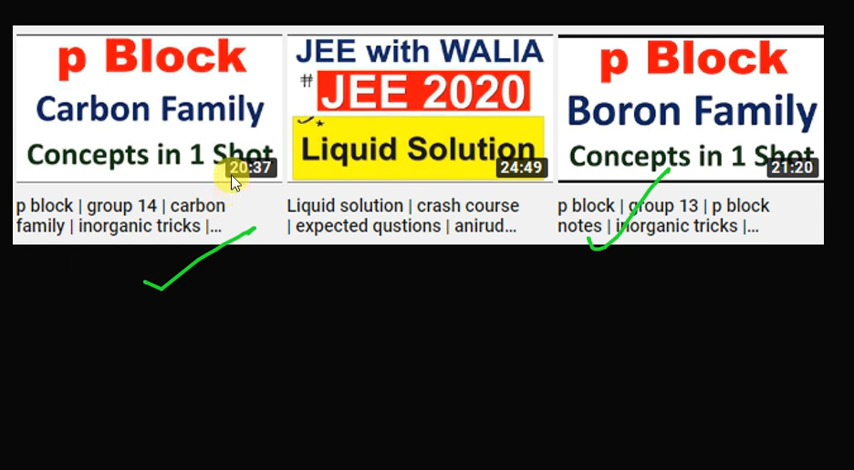 p Block
Carbon Family
Concepts in 1 Shot
20:37
p block | group 14 | carbon
family | inorganic tricks |...
JEE with WALIA
# JEE 2020
Liquid Solution
24:49
Liquid solution | crash course
| expected qustions | anirud...
p Block
Boron Family
Concepts in 1 Shot
21:20
p block | group 13 | p block
notes | inorganic tricks |...